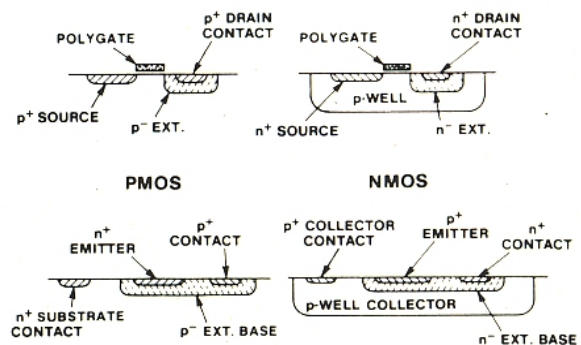 POLYGATE
p+ DRAIN
CONTACT
p+ SOURCE
p− EXT.
POLYGATE
n+ DRAIN
CONTACT
p-WELL
n+ SOURCE
n− EXT.
PMOS
NMOS
n+
EMITTER
p+
CONTACT
n+ SUBSTRATE
CONTACT
p− EXT. BASE
p+ COLLECTOR
CONTACT
p+
EMITTER
n+
CONTACT
p-WELL COLLECTOR
n− EXT. BASE